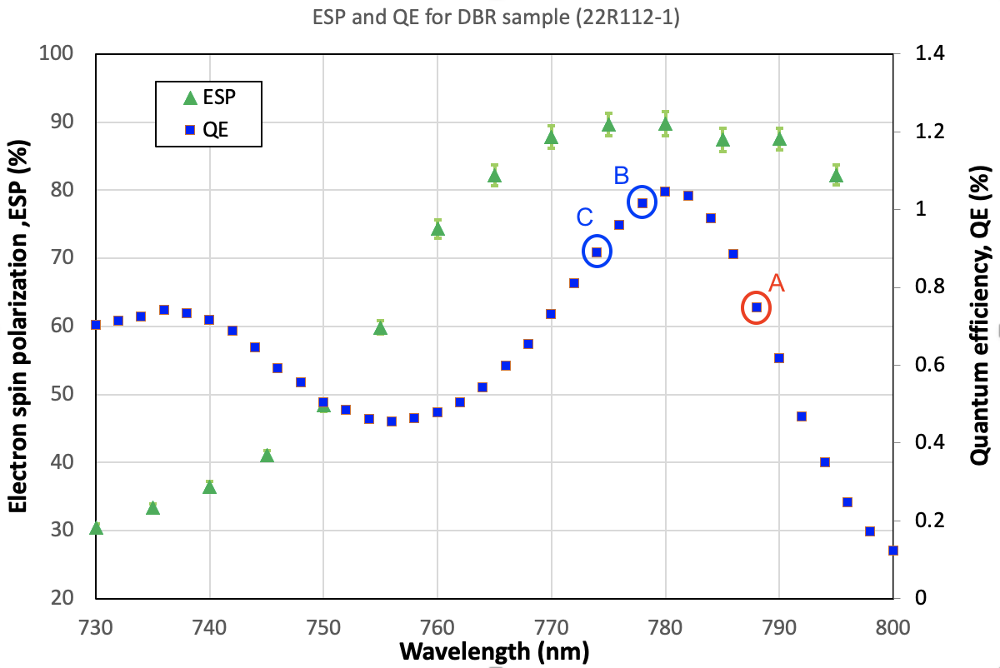 ESP and QE for DBR sample (22R112-1)
100
90
80
70
60
50
40
30
20
Electron spin polarization ,ESP (%)
ESP
QE
C
B
A
1.4
1.2
1
0.8
0.6
0.4
0.2
0
Quantum efficiency, QE (%)
730 740 750 760 770 780 790 800
Wavelength (nm)